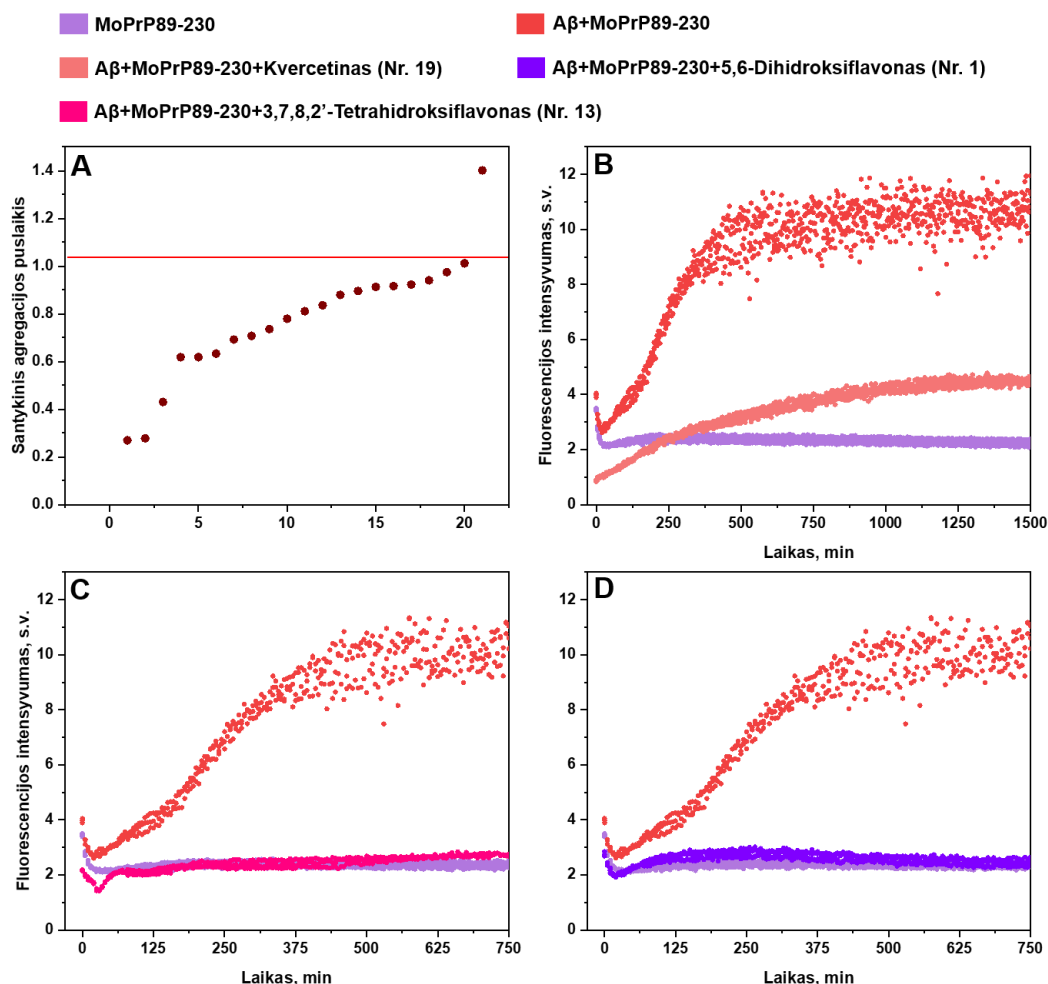 MoPrP89-230
Aβ+MoPrP89-230
Aβ+MoPrP89-230+Kvercetinas (Nr. 19)
Aβ+MoPrP89-230+5,6-Dihidroksiflavonas (Nr. 1)
Aβ+MoPrP89-230+3,7,8,2’-Tetrahidroksiflavonas (Nr. 13)
A
Santykinis agregacijos puslaikis
1.4
1.2
1.0
0.8
0.6
0.4
0.2
0.0
0 5 10 15 20
B
Fluorescencijos intensyvumas, s.v.
12
10
8
6
4
2
0
0 250 500 750 1000 1250 1500
Laikas, min
C
Fluorescencijos intensyvumas, s.v.
12
10
8
6
4
2
0
0 125 250 375 500 625 750
Laikas, min
D
12
10
8
6
4
2
0
0 125 250 375 500 625 750
Laikas, min